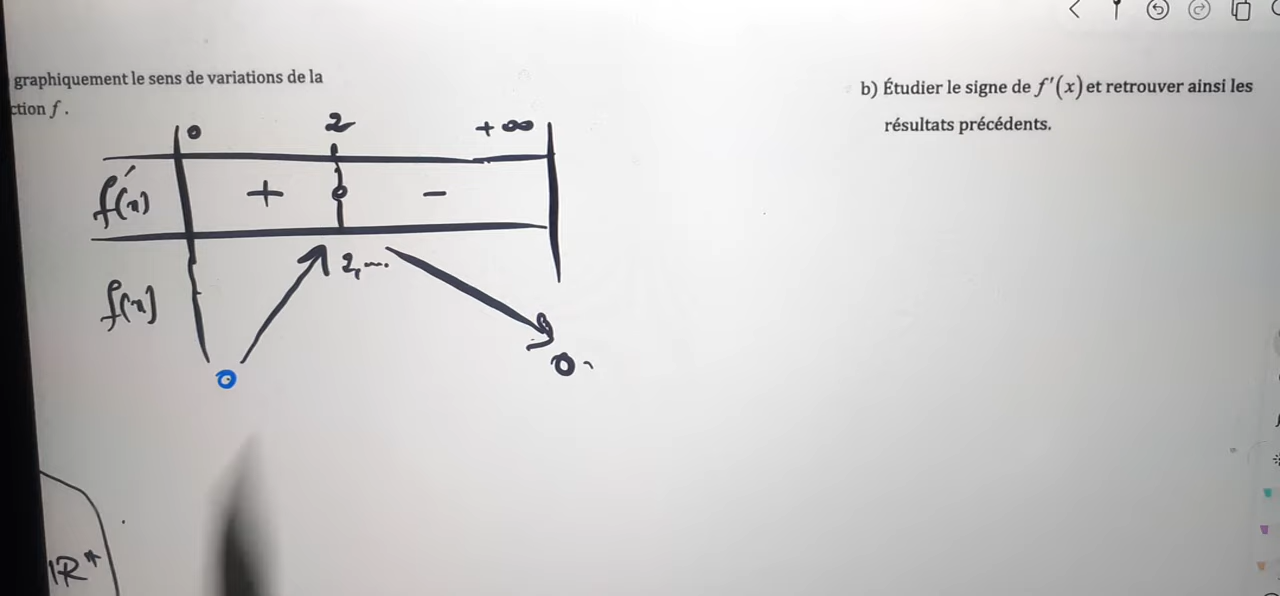 graphiquement le sens de variations de la
ction f .
0 2 +∞
f'(x) + 0 -
f(x) 2,...
0 0
b) Étudier le signe de f'(x) et retrouver ainsi les
résultats précédents.
IR*